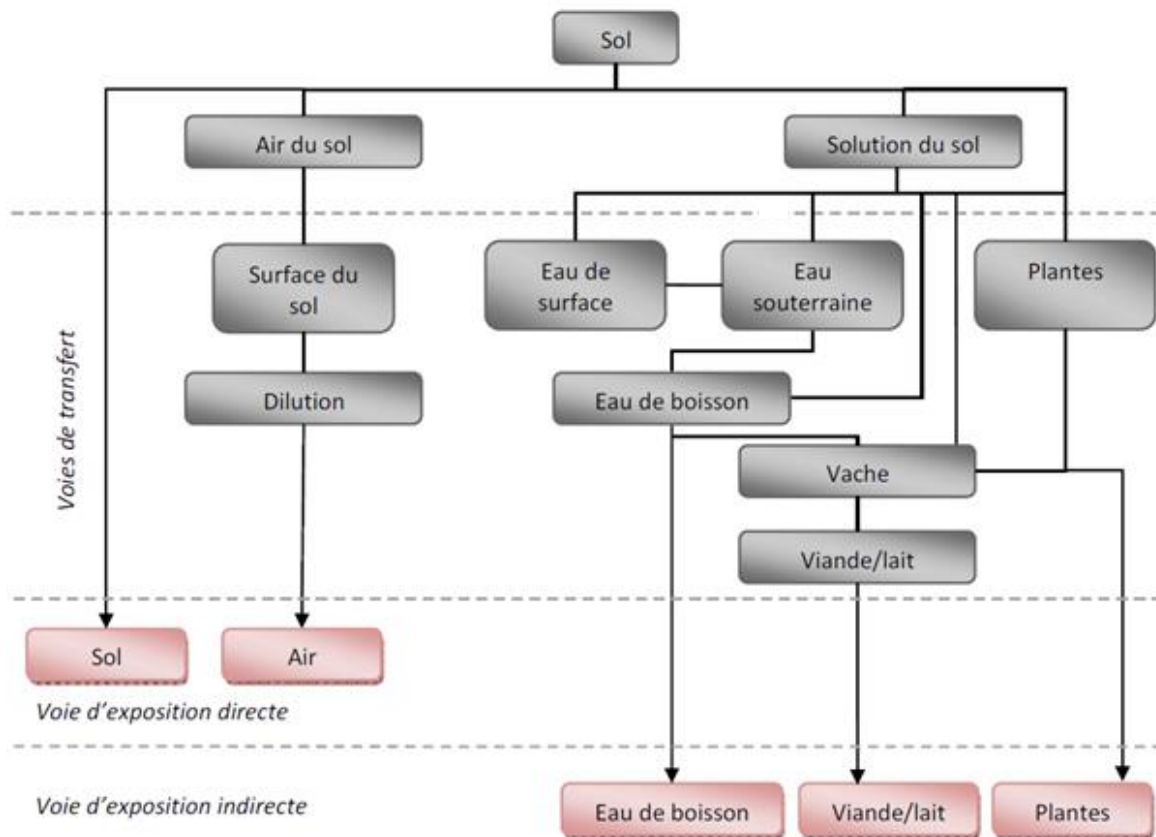 Sol
Air du sol
Solution du sol
Surface du
sol
Eau de
surface
Eau
souterraine
Plantes
Voies de transfert
Dilution
Eau de boisson
Vache
Viande/lait
Sol
Air
Voie d'exposition directe
Voie d'exposition indirecte
Eau de boisson
Viande/lait
Plantes